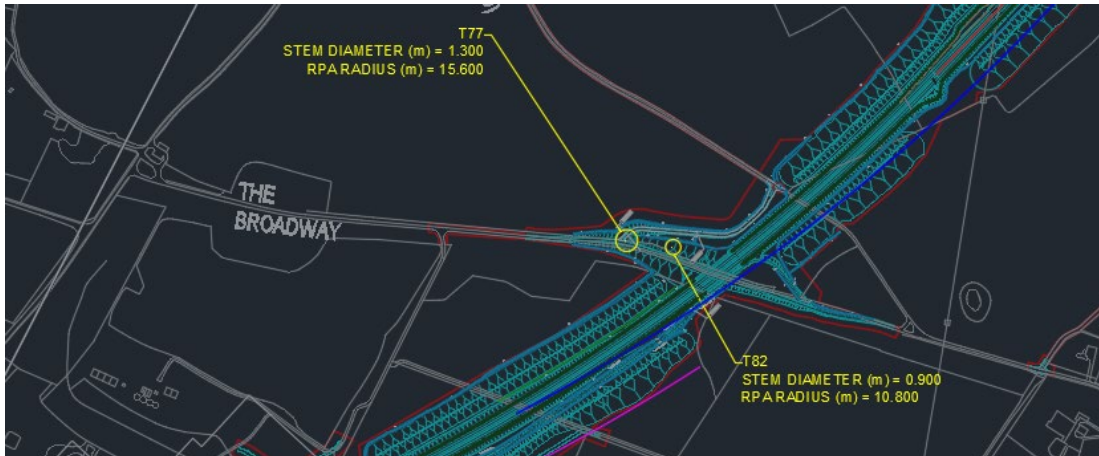 T77
STEM DIAMETER (m) = 1.300
RPA RADIUS (m) = 15.600
THE
BROADWAY
T82
STEM DIAMETER (m) = 0.900
RPA RADIUS (m) = 10.800